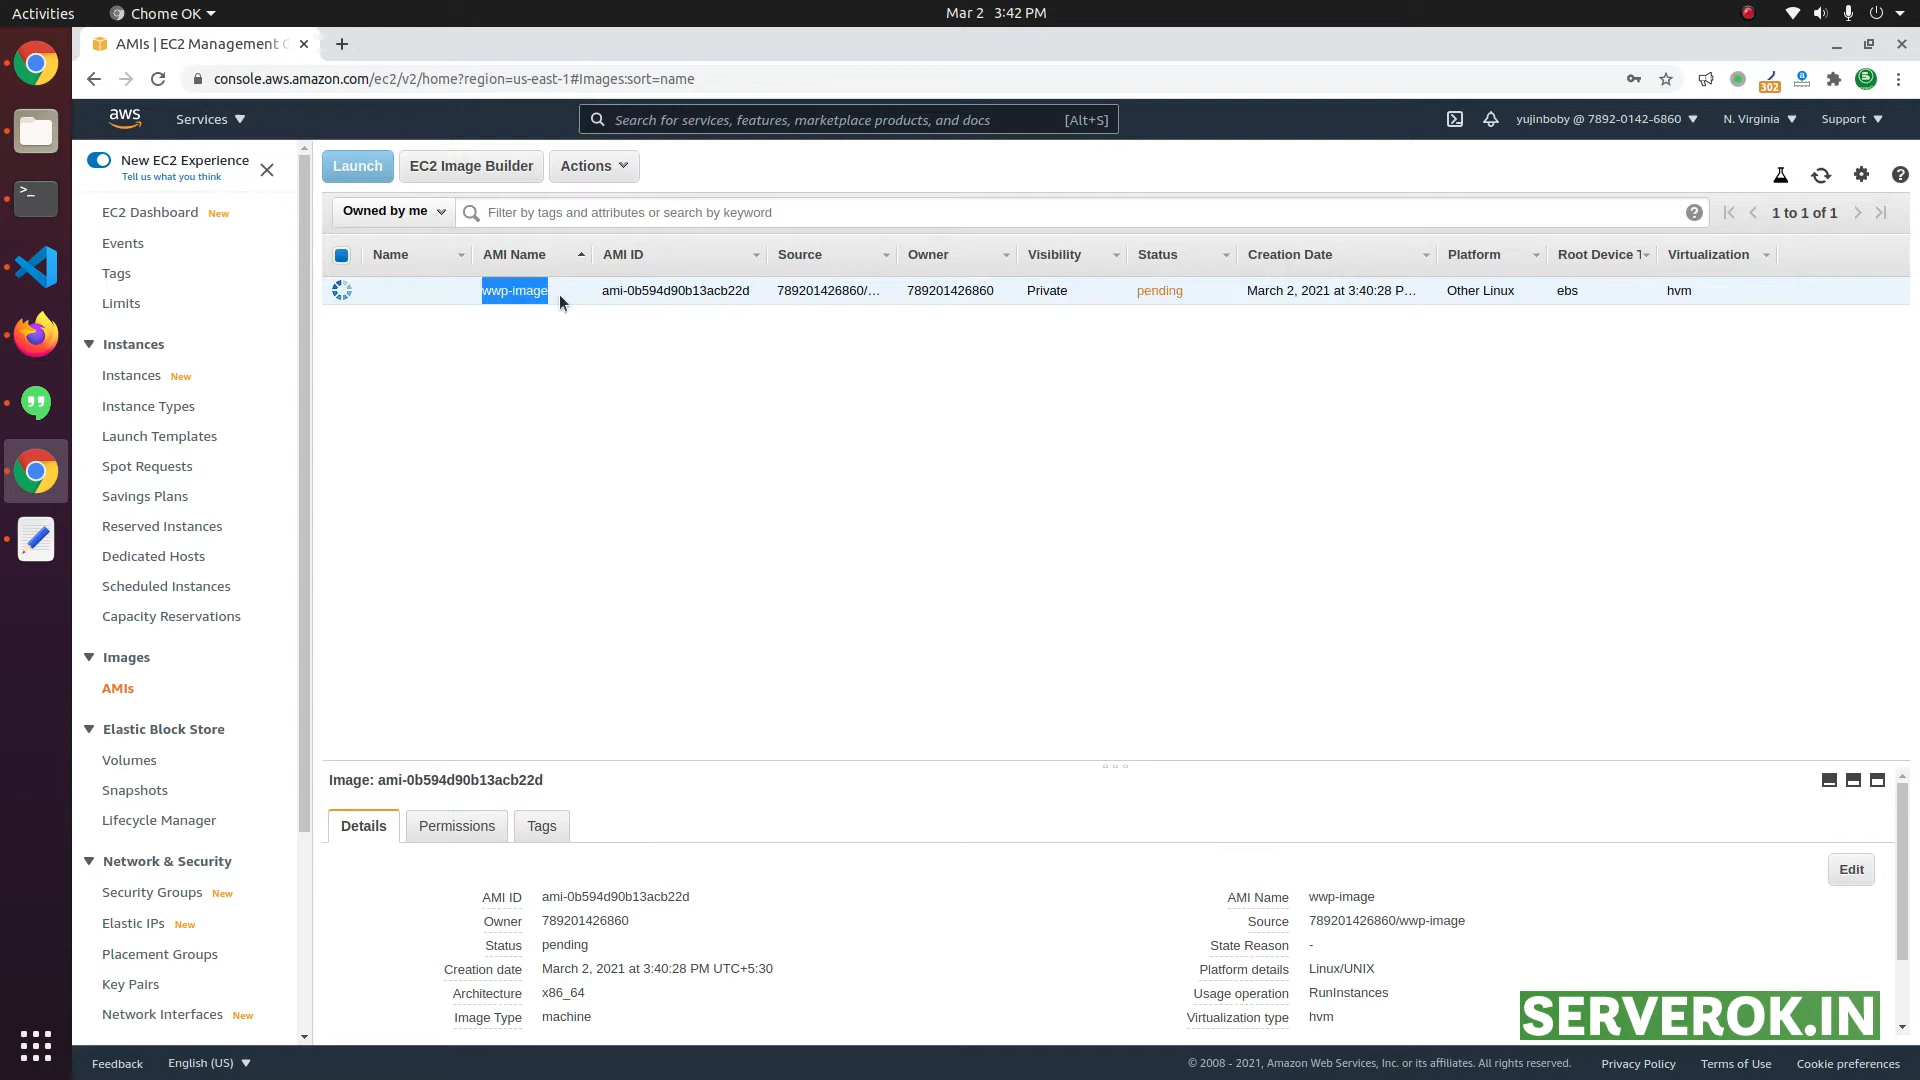 Activities
Chome OK
Mar 2 3:42 PM
AMIs | EC2 Management C
console.aws.amazon.com/ec2/v2/home?region=us-east-1#Images:sort=name
302
aws
Services
Search for services, features, marketplace products, and docs
[Alt+S]
yujinboby @ 7892-0142-6860
N. Virginia
Support
New EC2 Experience
Tell us what you think
EC2 Dashboard New
Events
Tags
Limits
Instances
Instances New
Instance Types
Launch Templates
Spot Requests
Savings Plans
Reserved Instances
Dedicated Hosts
Scheduled Instances
Capacity Reservations
Images
AMIs
Elastic Block Store
Volumes
Snapshots
Lifecycle Manager
Network & Security
Security Groups New
Elastic IPs New
Placement Groups
Key Pairs
Network Interfaces New
Launch
EC2 Image Builder
Actions
Owned by me
Filter by tags and attributes or search by keyword
1 to 1 of 1
Name AMI Name AMI ID Source Owner Visibility Status Creation Date Platform Root Device T Virtualization
wwp-image ami-0b594d90b13acb22d 789201426860/... 789201426860 Private pending March 2, 2021 at 3:40:28 P... Other Linux ebs hvm
Image: ami-0b594d90b13acb22d
Details
Permissions
Tags
Edit
AMI ID ami-0b594d90b13acb22d
Owner 789201426860
Status pending
Creation date March 2, 2021 at 3:40:28 PM UTC+5:30
Architecture x86_64
Image Type machine
AMI Name wwp-image
Source 789201426860/wwp-image
State Reason -
Platform details Linux/UNIX
Usage operation RunInstances
Virtualization type hvm
SERVEROK.IN
Feedback
English (US)
© 2008 - 2021, Amazon Web Services, Inc. or its affiliates. All rights reserved.
Privacy Policy
Terms of Use
Cookie preferences